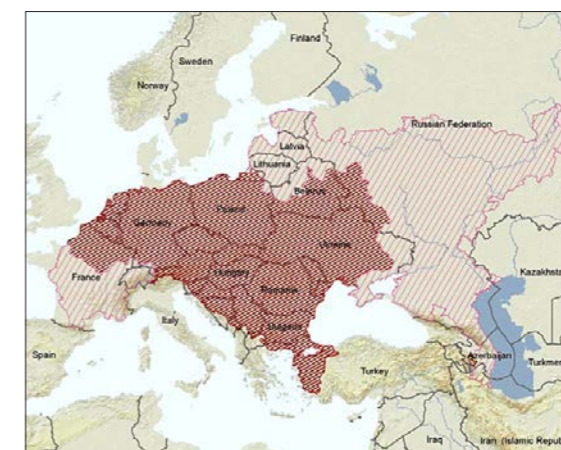 Finland
Sweden
Norway
Russian Federation
Latvia
Lithuania
Belarus
Germany
Poland
Ukraine
France
Hungary
Kazakhsta
Romania
Italy
Bulgaria
Spain
Azerbaijan
Turkey
Turkmer
Iraq
Iran (Islamic Repub